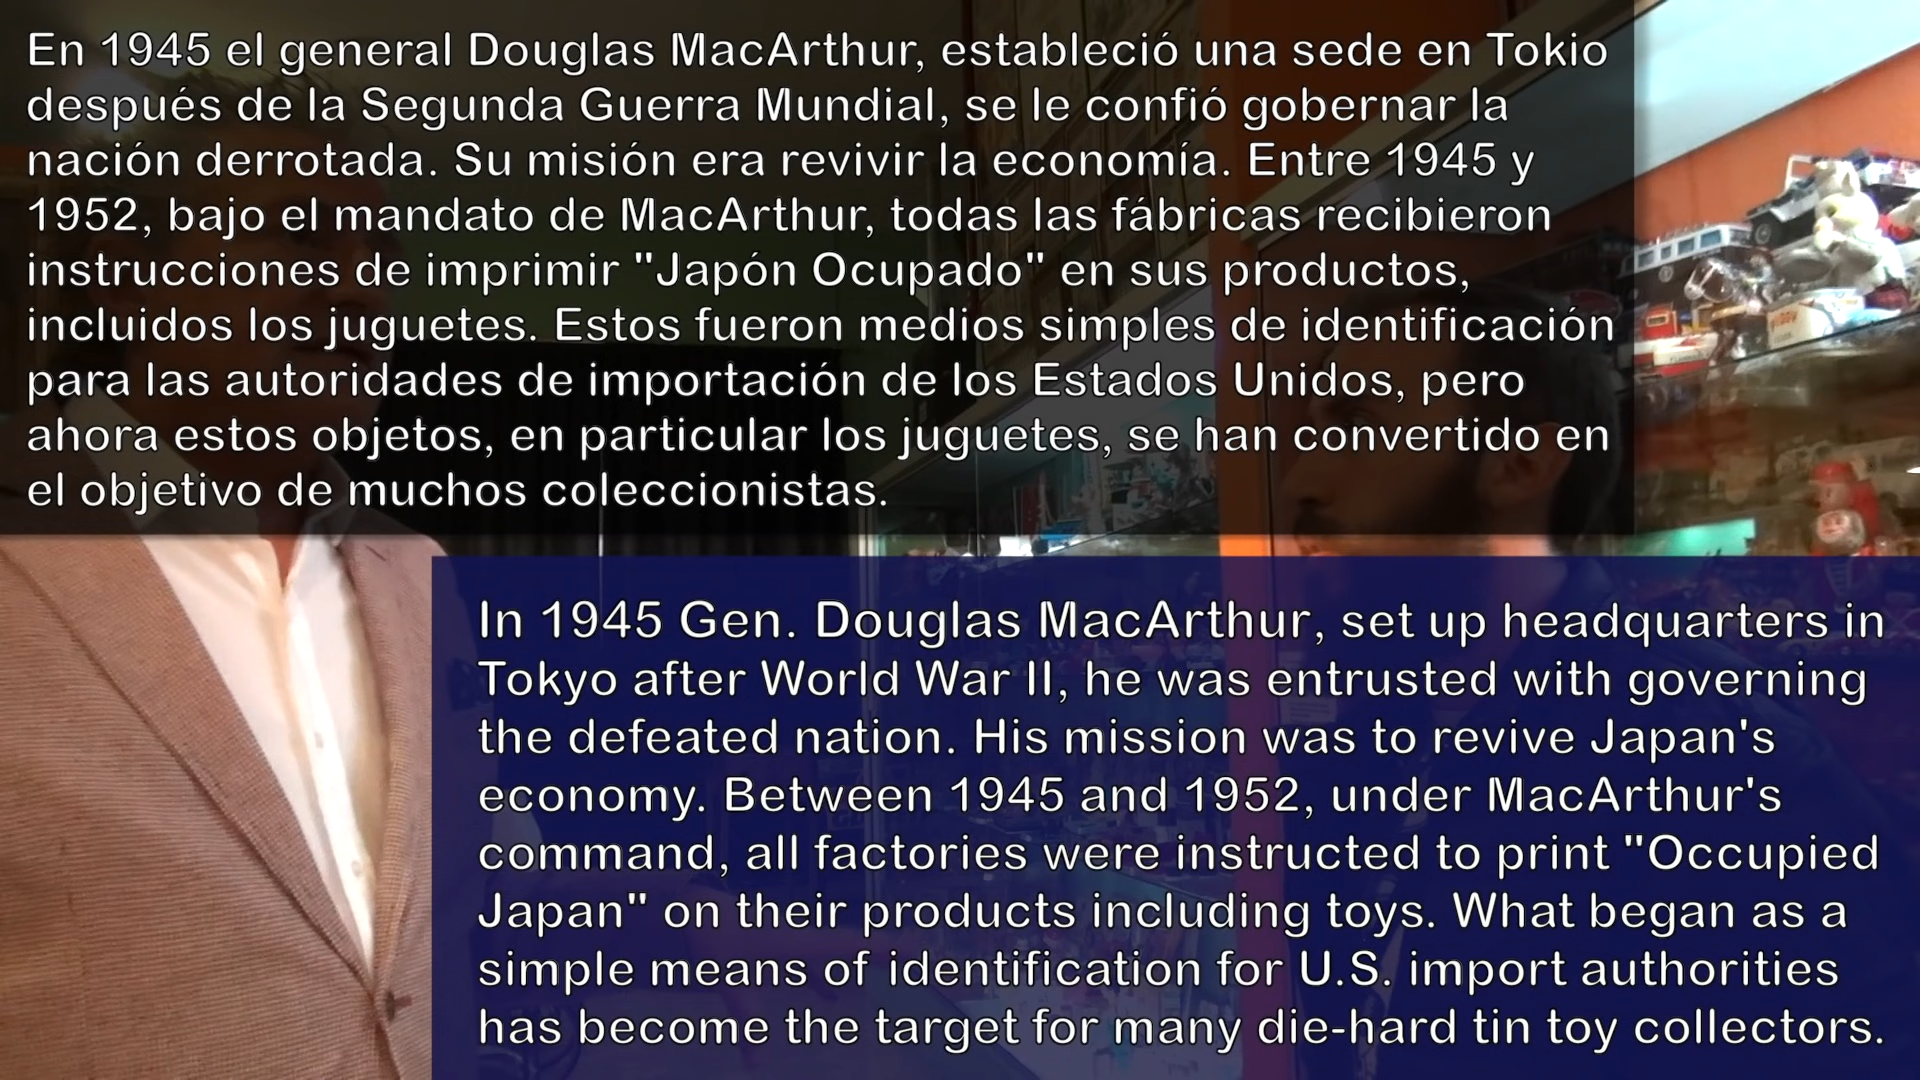 En 1945 el general Douglas MacArthur, estableció una sede en Tokio
después de la Segunda Guerra Mundial, se le confió gobernar la
nación derrotada. Su misión era revivir la economía. Entre 1945 y
1952, bajo el mandato de MacArthur, todas las fábricas recibieron
instrucciones de imprimir "Japón Ocupado" en sus productos,
incluidos los juguetes. Estos fueron medios simples de identificación
para las autoridades de importación de los Estados Unidos, pero
ahora estos objetos, en particular los juguetes, se han convertido en
el objetivo de muchos coleccionistas.
In 1945 Gen. Douglas MacArthur, set up headquarters in
Tokyo after World War II, he was entrusted with governing
the defeated nation. His mission was to revive Japan's
economy. Between 1945 and 1952, under MacArthur's
command, all factories were instructed to print "Occupied
Japan" on their products including toys. What began as a
simple means of identification for U.S. import authorities
has become the target for many die-hard tin toy collectors.